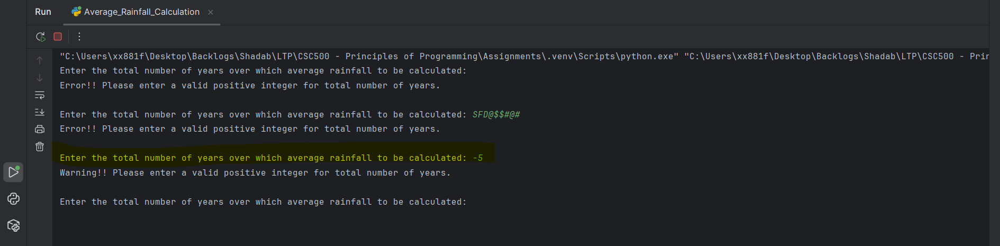 Run Average_Rainfall_Calculation
"C:\Users\xx881f\Desktop\Backlogs\Shadab\LTP\CSC500 - Principles of Programming\Assignments\.venv\Scripts\python.exe" "C:\Users\xx881f\Desktop\Backlogs\Shadab\LTP\CSC500 - Prin
Enter the total number of years over which average rainfall to be calculated:
Error!! Please enter a valid positive integer for total number of years.
Enter the total number of years over which average rainfall to be calculated: SFD@$$#@#
Error!! Please enter a valid positive integer for total number of years.
Enter the total number of years over which average rainfall to be calculated: -5
Warning!! Please enter a valid positive integer for total number of years.
Enter the total number of years over which average rainfall to be calculated: